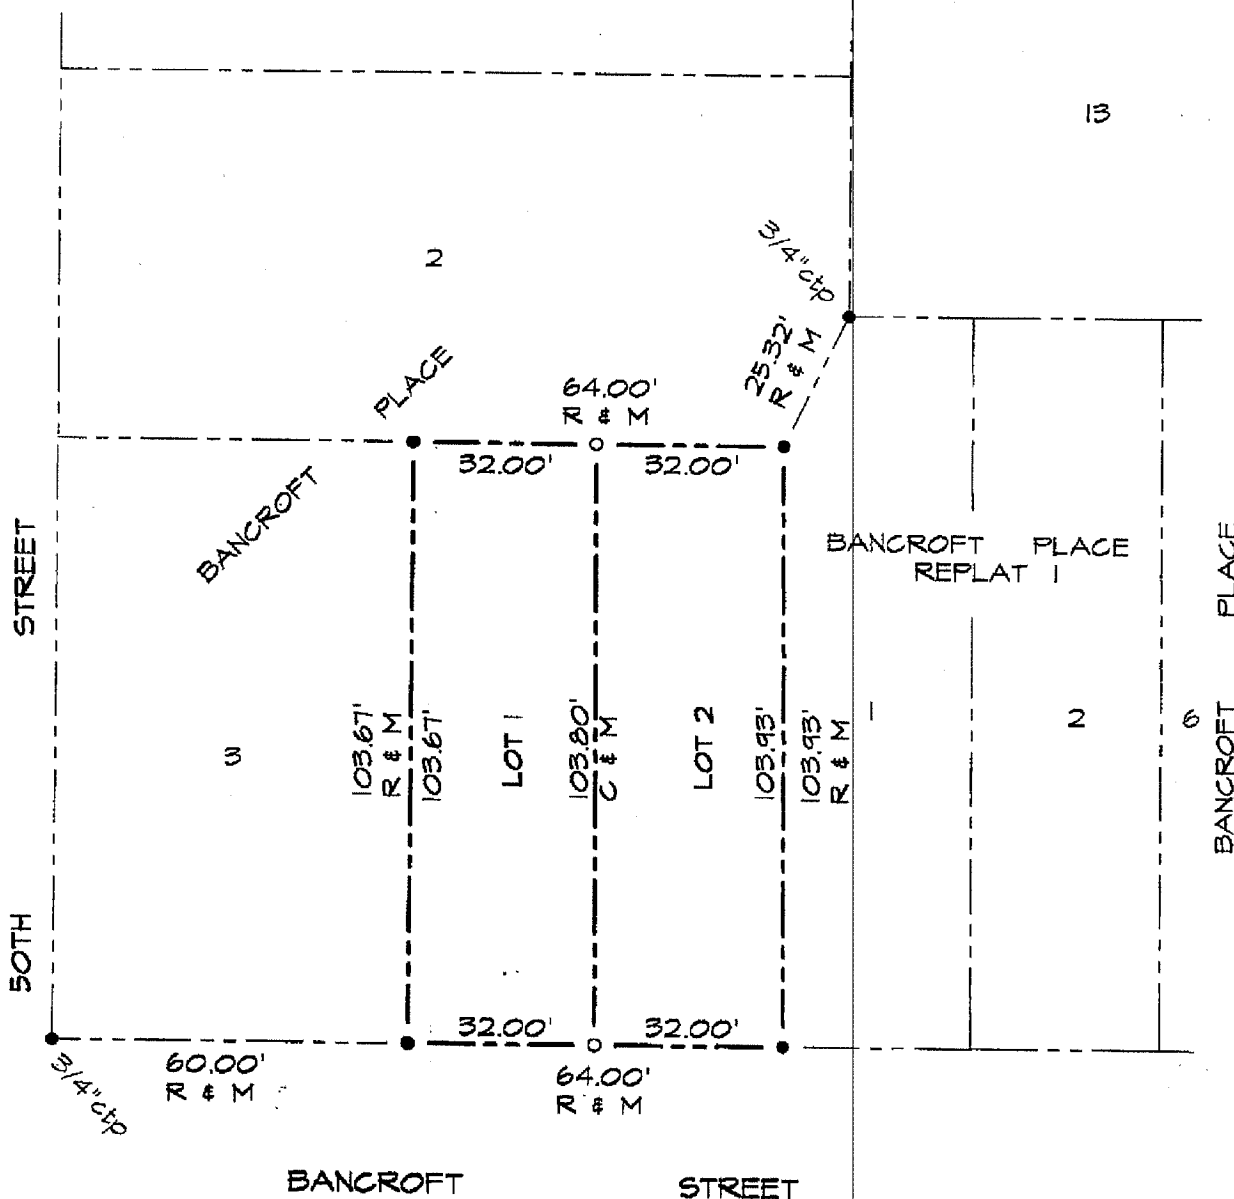 13
2
3/4" ctp
25.32'
R & M
PLACE
64.00'
R & M
32.00'
32.00'
BANCROFT
STREET
BANCROFT PLACE
REPLAT 1
PLACE
103.67'
R & M
103.67'
LOT 1
103.80'
C & M
LOT 2
103.93'
103.93'
R & M
1
2
6
3
BANCROFT
50TH
32.00'
32.00'
60.00'
R & M
64.00'
R & M
3/4" ctp
BANCROFT STREET